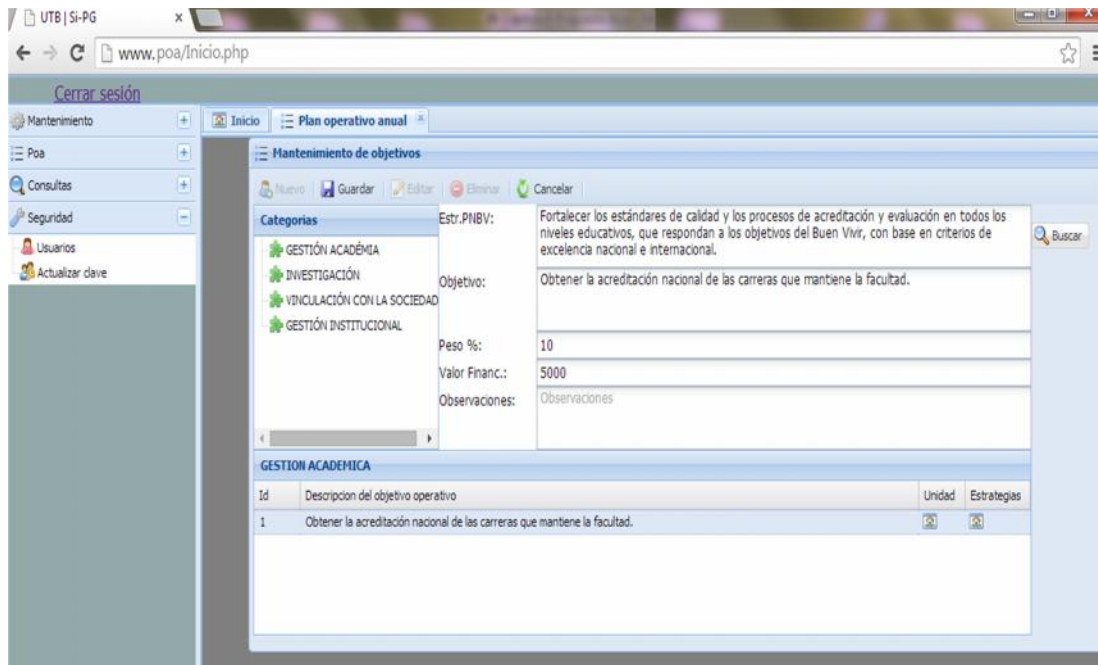 UTB | Si-PG
www.poa/Inicio.php
Cerrar sesión
Mantenimiento
Poa
Consultas
Seguridad
Usuarios
Actualizar clave
Inicio
Plan operativo anual
Mantenimiento de objetivos
Nuevo
Guardar
Editar
Eliminar
Cancelar
Categorias
GESTIÓN ACADÉMIA
INVESTIGACIÓN
VINCULACIÓN CON LA SOCIEDAD
GESTIÓN INSTITUCIONAL
Estr.PNBV:
Fortalecer los estándares de calidad y los procesos de acreditación y evaluación en todos los
niveles educativos, que respondan a los objetivos del Buen Vivir, con base en criterios de
excelencia nacional e internacional.
Buscar
Objetivo:
Obtener la acreditación nacional de las carreras que mantiene la facultad.
Peso %:
10
Valor Financ.:
5000
Observaciones:
Observaciones
GESTION ACADEMICA
Id Descripcion del objetivo operativo Unidad Estrategias
1 Obtener la acreditación nacional de las carreras que mantiene la facultad.